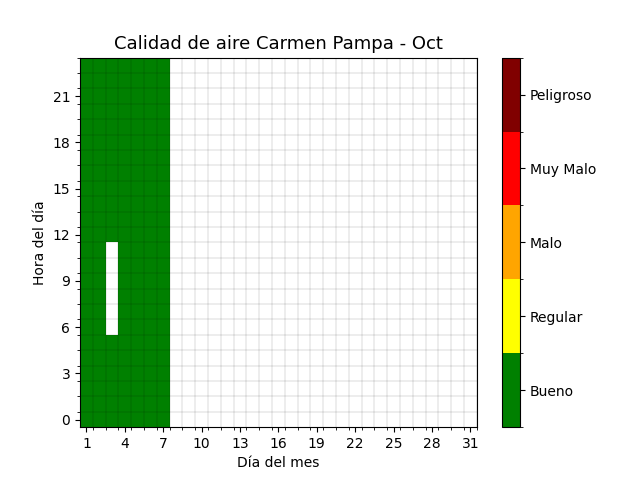 Calidad de aire Carmen Pampa - Oct
Hora del día
21
18
15
12
9
6
3
0
1 4 7 10 13 16 19 22 25 28 31
Día del mes
Peligroso
Muy Malo
Malo
Regular
Bueno